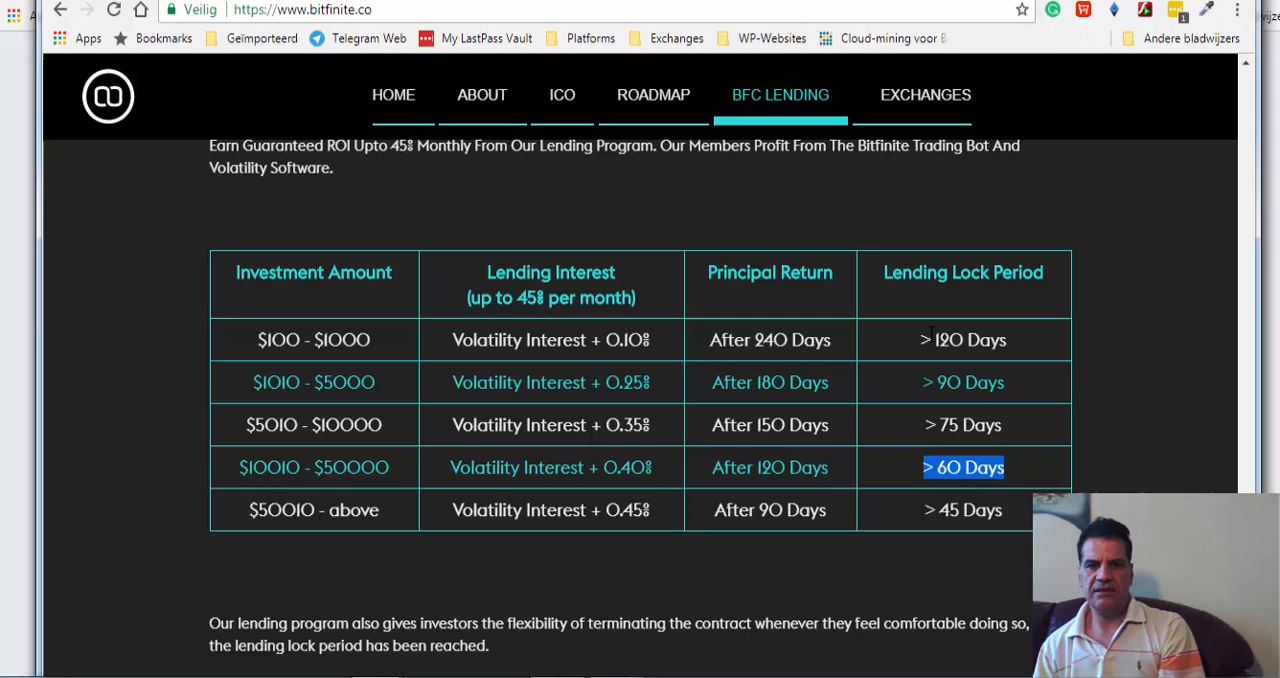 Veilig https://www.bitfinite.co
1
Apps Bookmarks Geïmporteerd Telegram Web My LastPass Vault Platforms Exchanges WP-Websites Cloud-mining voor B Andere bladwijzers
HOME ABOUT ICO ROADMAP BFC LENDING EXCHANGES
Earn Guaranteed ROI Upto 45% Monthly From Our Lending Program. Our Members Profit From The Bitfinite Trading Bot And
Volatility Software.
Investment Amount Lending Interest Principal Return Lending Lock Period
(up to 45% per month)
$100 - $1000 Volatility Interest + 0.10% After 240 Days > 120 Days
$1010 - $5000 Volatility Interest + 0.25% After 180 Days > 90 Days
$5010 - $10000 Volatility Interest + 0.35% After 150 Days > 75 Days
$10010 - $50000 Volatility Interest + 0.40% After 120 Days > 60 Days
$50010 - above Volatility Interest + 0.45% After 90 Days > 45 Days
Our lending program also gives investors the flexibility of terminating the contract whenever they feel comfortable doing so,
the lending lock period has been reached.